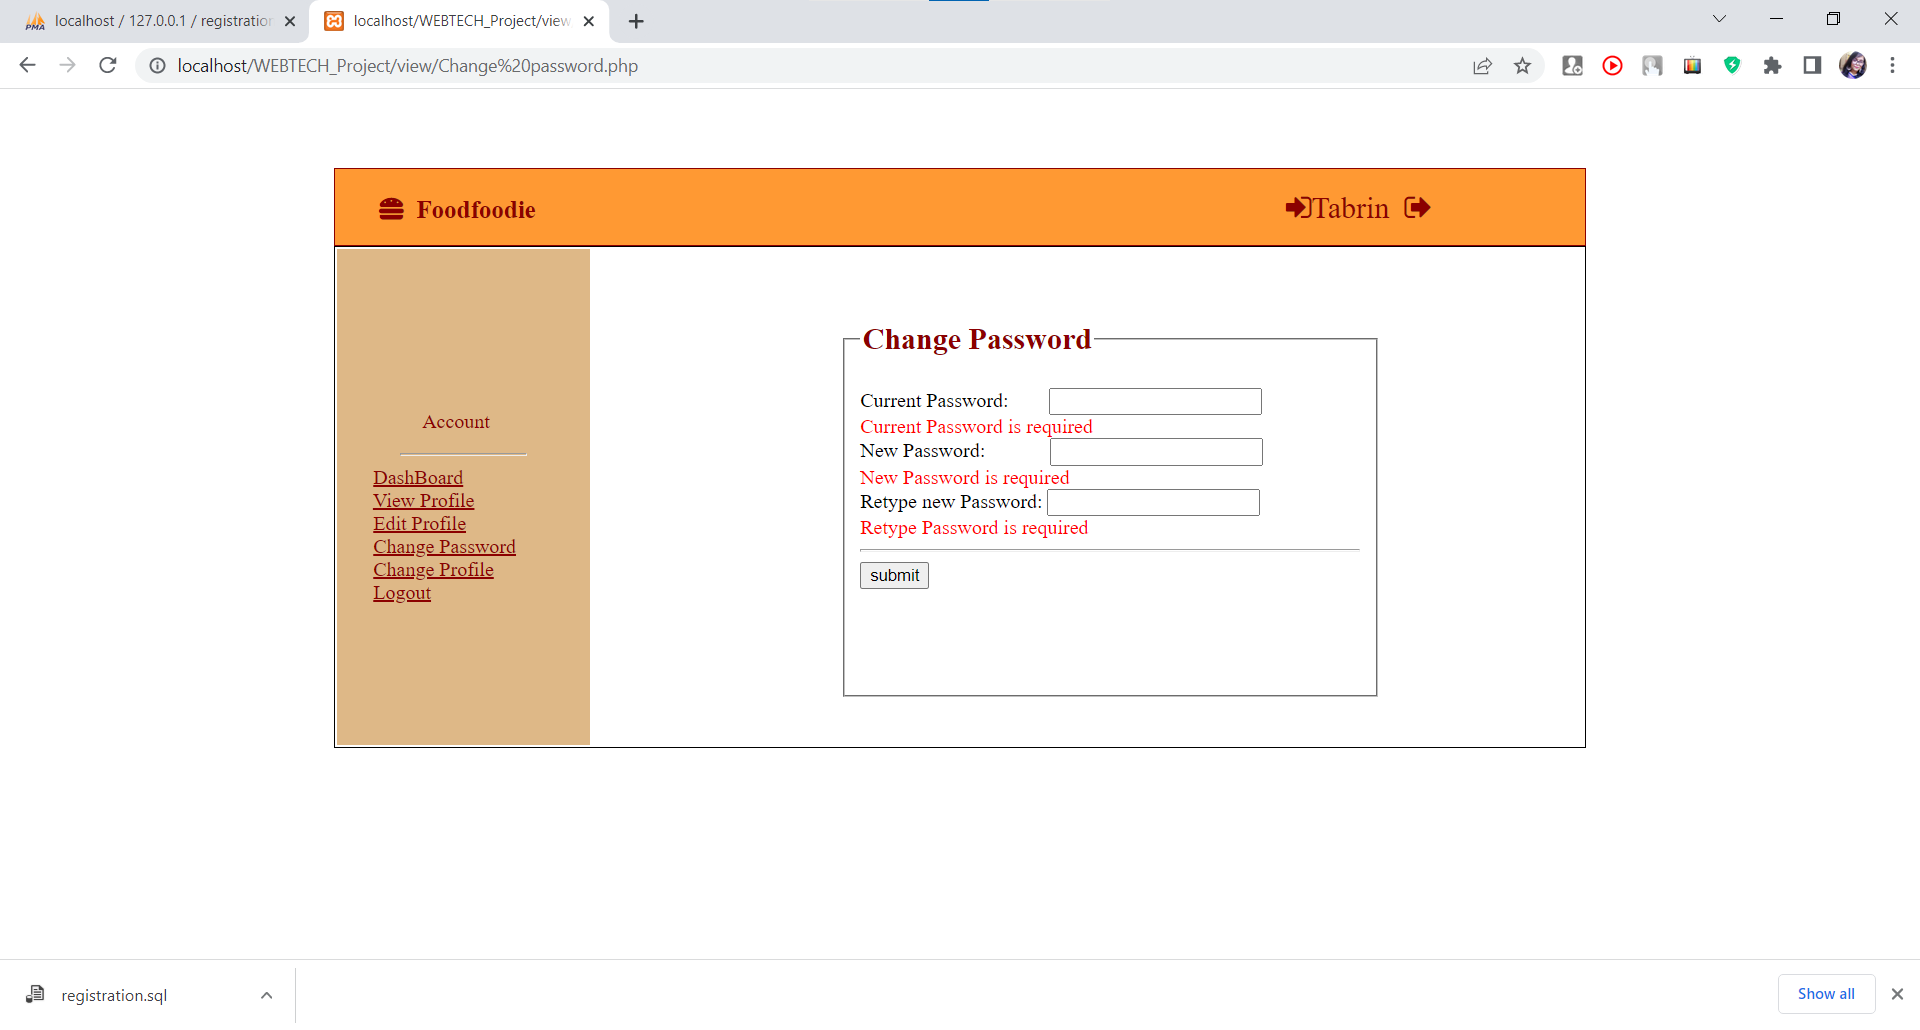 localhost / 127.0.0.1 / registration
localhost/WEBTECH_Project/view
localhost/WEBTECH_Project/view/Change%20password.php
Foodfoodie
Tabrin
Account
DashBoard
View Profile
Edit Profile
Change Password
Change Profile
Logout
Change Password
Current Password:
Current Password is required
New Password:
New Password is required
Retype new Password:
Retype Password is required
submit
registration.sql
Show all